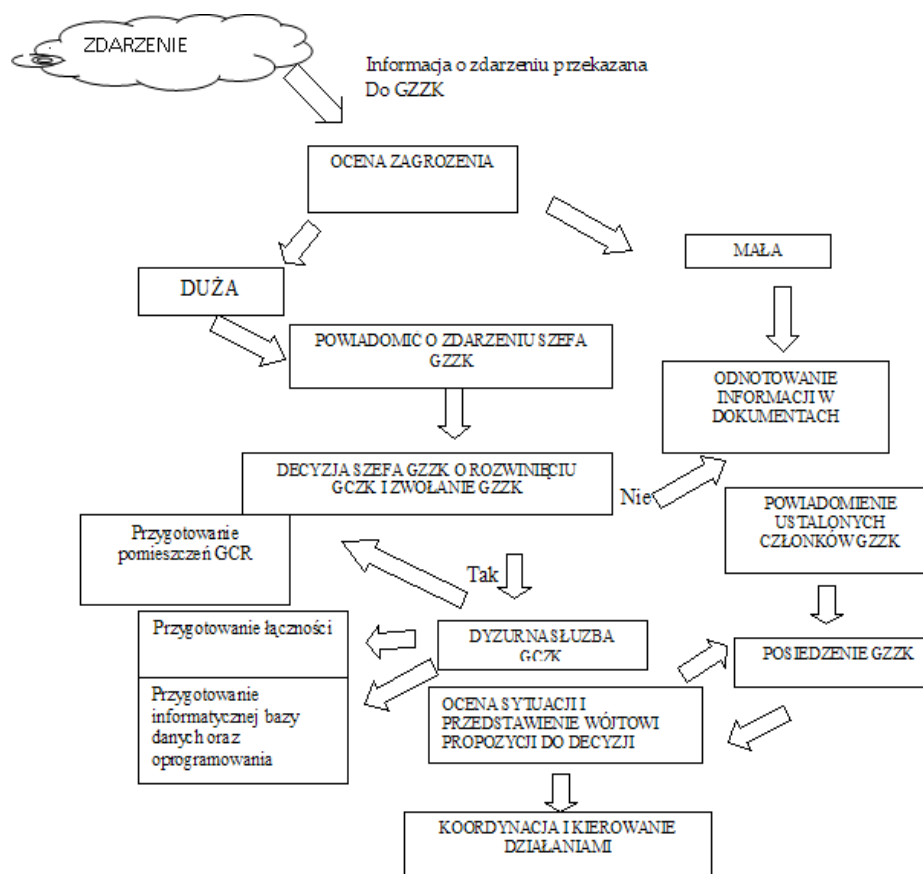 ZDARZENIE
Informacja o zdarzeniu przekazana
Do GZZK
OCENA ZAGROZENIA
MAŁA
DUŻA
POWIADOMIĆ O ZDARZENIU SZEFA
GZZK
ODNOTOWANIE
INFORMACJI W
DOKUMENTACH
DECYZJA SZEFA GZZK O ROZWINIĘCIU
GCZK I ZWOŁANIE GZZK
Nie
POWIADOMIENIE
USTALONYCH
CZŁONKÓW GZZK
Przygotowanie
pomieszczeń GCR
Tak
Przygotowanie łączności
DYZURNA SŁUZBA
GCZK
POSIEDZENIE GZZK
Przygotowanie
informatycznej bazy
danych oraz
oprogramowania
OCENA SYTUACJI I
PRZEDSTAWIENIE WÓJTOWI
PROPOZYCJI DO DECYZJI
KOORDYNACJA I KIEROWANIE
DZIAŁANIAMI